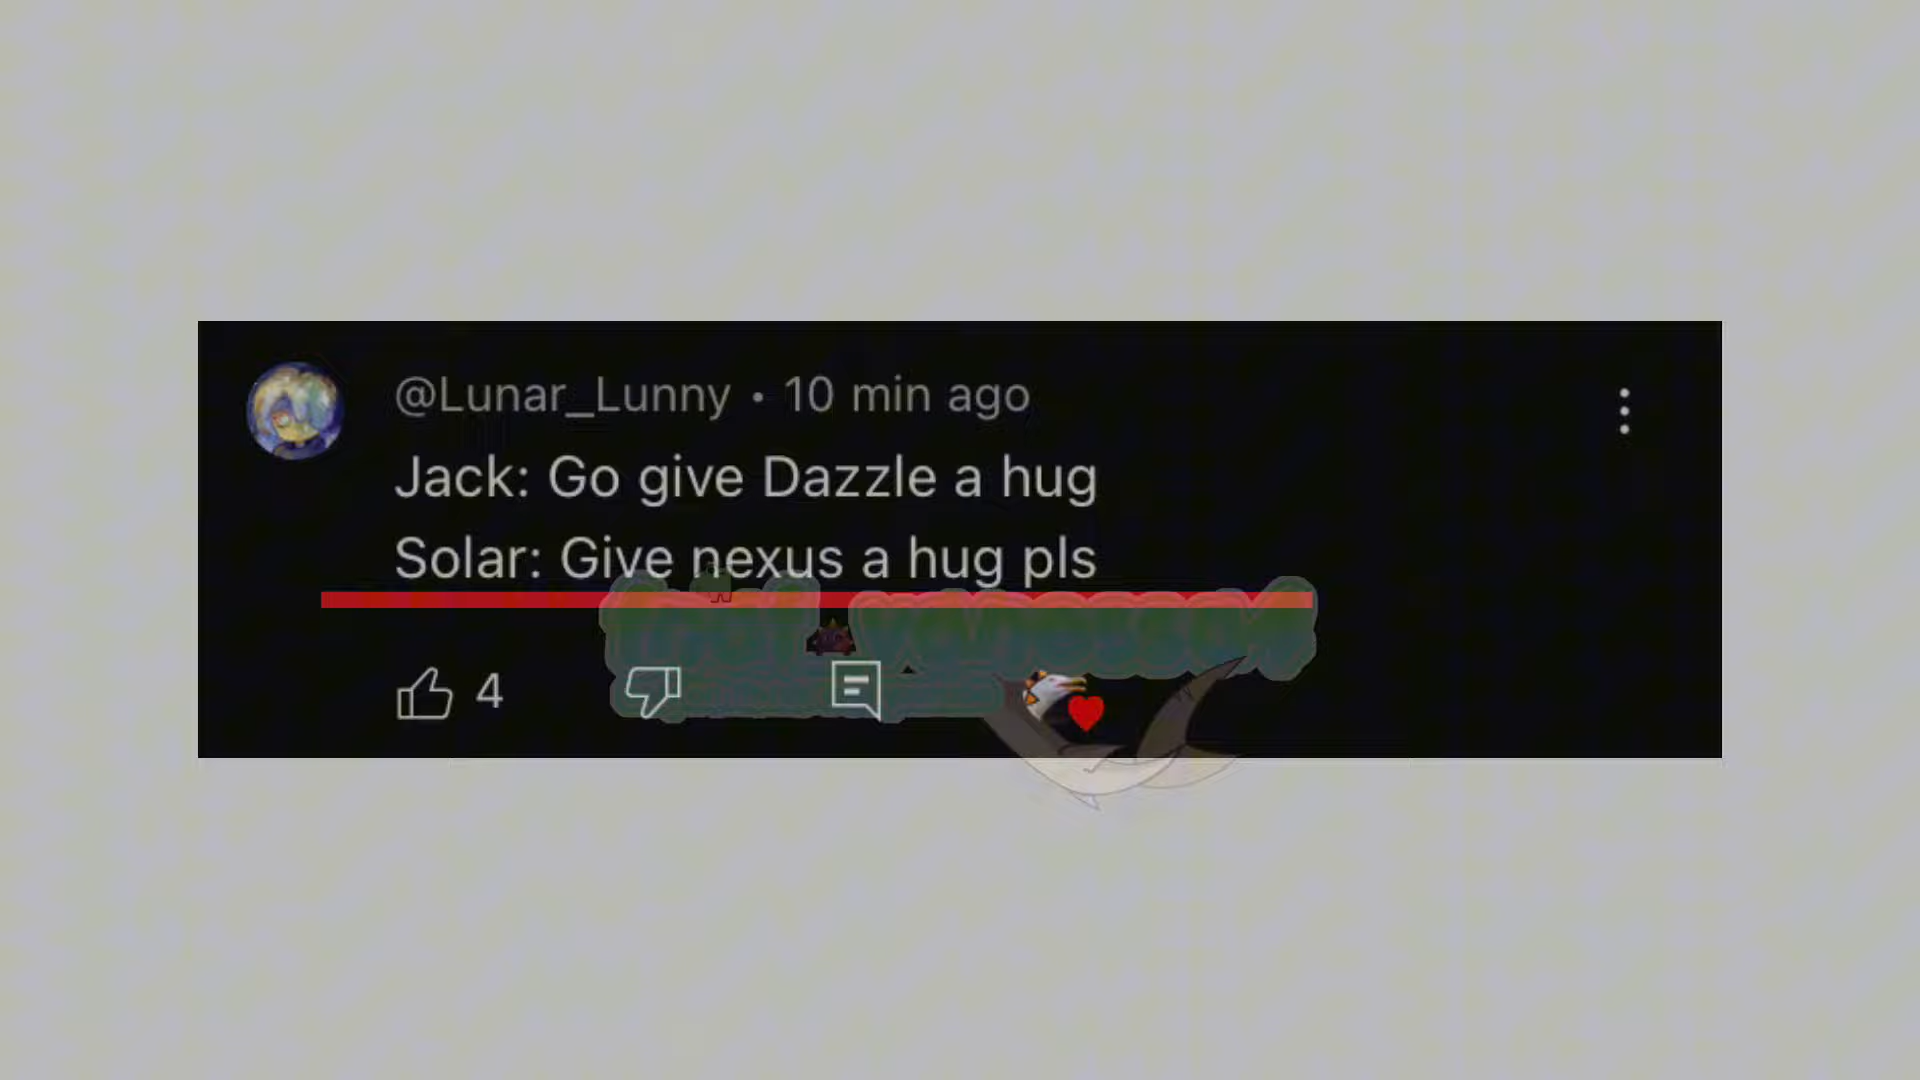 @Lunar_Lunny • 10 min ago
Jack: Go give Dazzle a hug
Solar: Give nexus a hug pls
4